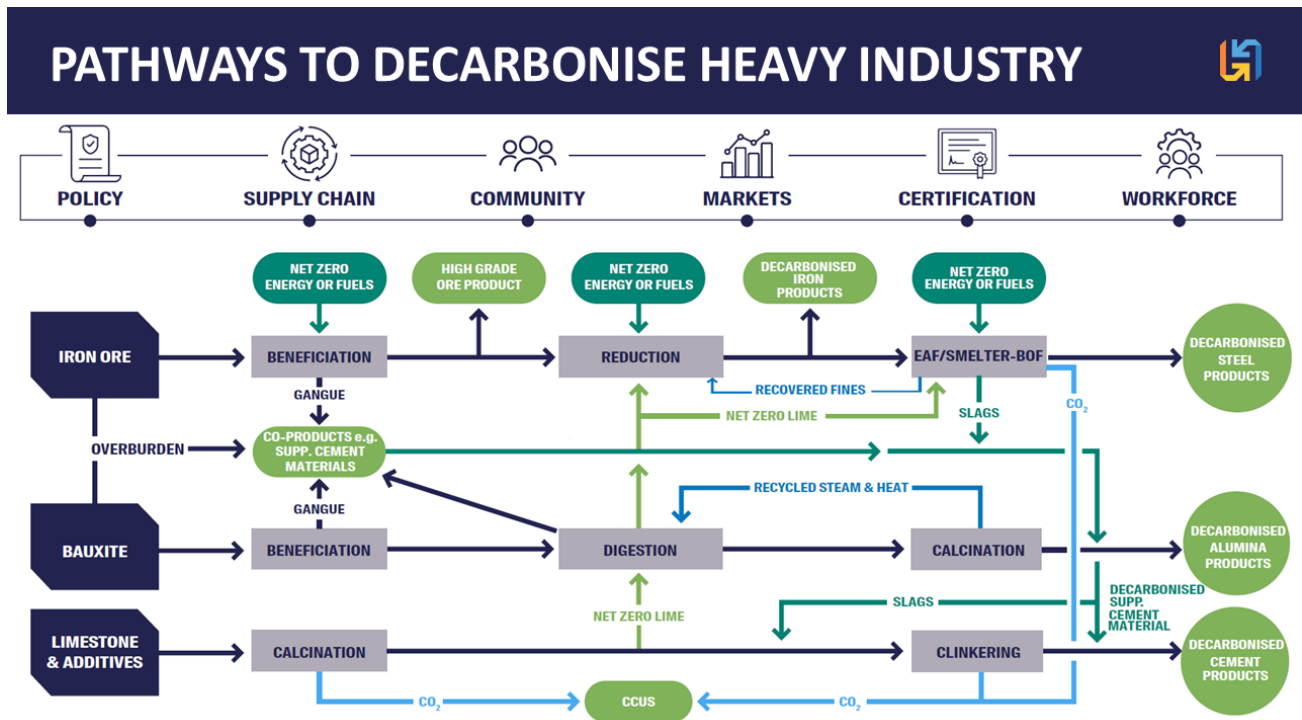 PATHWAYS TO DECARBONISE HEAVY INDUSTRY
POLICY
SUPPLY CHAIN
COMMUNITY
MARKETS
CERTIFICATION
WORKFORCE
NET ZERO
ENERGY OR FUELS
HIGH GRADE
ORE PRODUCT
NET ZERO
ENERGY OR FUELS
DECARBONISED
IRON
PRODUCTS
NET ZERO
ENERGY OR FUELS
IRON ORE
BENEFICIATION
REDUCTION
EAF/SMELTER-BOF
DECARBONISED
STEEL
PRODUCTS
GANGUE
RECOVERED FINES
CO₂
NET ZERO LIME
SLAGS
OVERBURDEN
CO-PRODUCTS e.g.
SUPP. CEMENT
MATERIALS
RECYCLED STEAM & HEAT
GANGUE
BAUXITE
BENEFICIATION
DIGESTION
CALCINATION
DECARBONISED
ALUMINA
PRODUCTS
SLAGS
DECARBONISED
SUPP.
CEMENT
MATERIAL
NET ZERO LIME
LIMESTONE
& ADDITIVES
CALCINATION
CLINKERING
DECARBONISED
CEMENT
PRODUCTS
CO₂
CCUS
CO₂